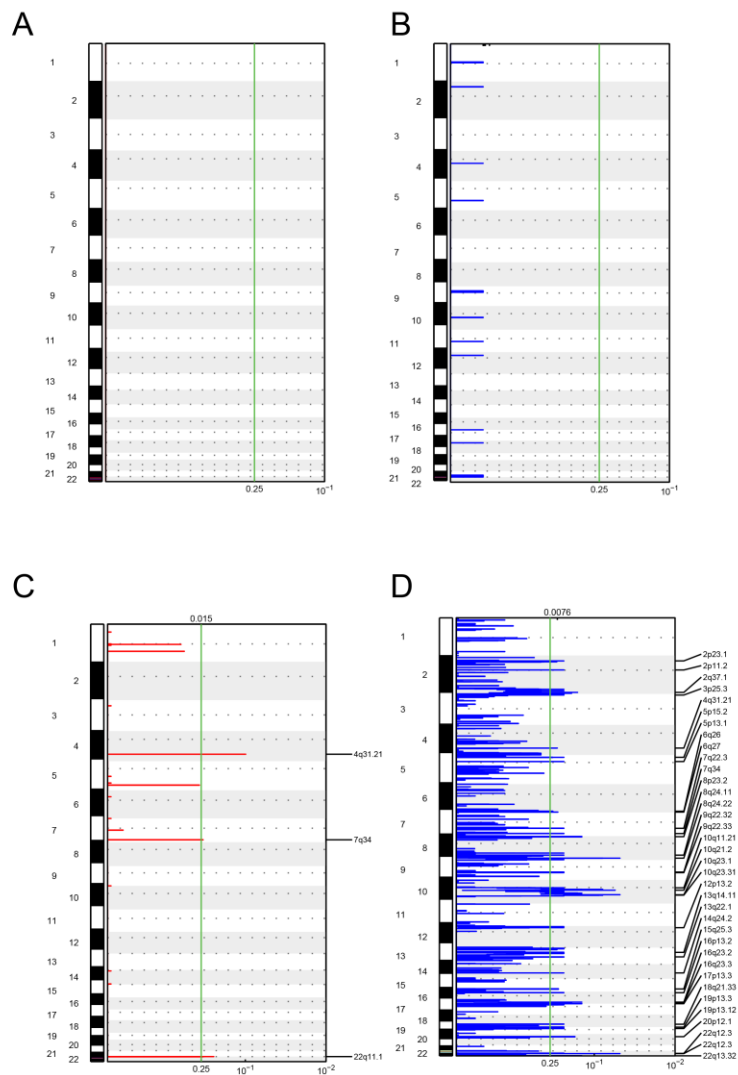 A
1
2
3
4
5
6
7
8
9
10
11
12
13
14
15
16
17
18
19
20
21
22
0.25
10⁻¹
B
1
2
3
4
5
6
7
8
9
10
11
12
13
14
15
16
17
18
19
20
21
22
0.25
10⁻¹
C
0.015
1
2
3
4
5
6
7
8
9
10
11
12
13
14
15
16
17
18
19
20
21
22
4q31.21
7q34
22q11.1
0.25
10⁻¹
10⁻²
D
0.0076
1
2
3
4
5
6
7
8
9
10
11
12
13
14
15
16
17
18
19
20
21
22
2p23.1
2p11.2
2q37.1
3p25.3
4q31.21
5p15.2
5p13.1
6q26
6q27
7q22.3
7q34
8p23.2
8q24.11
8q24.22
9q22.32
9q22.33
10q11.21
10q21.2
10q23.1
10q23.31
12p13.2
13q14.11
13q22.1
14q24.2
15q25.3
16p13.2
16q23.2
16q23.3
17p13.3
18q21.33
19p13.3
19p13.12
20p12.1
22q12.3
22q12.3
22q13.32
0.25
10⁻¹
10⁻²